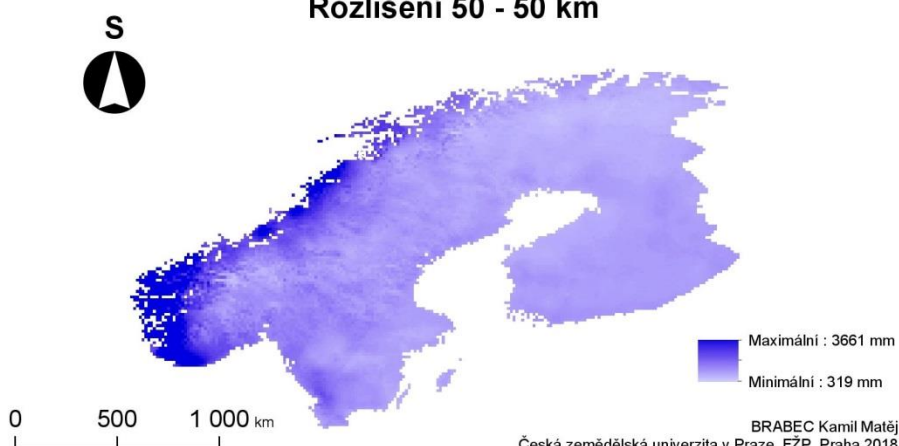 Rozlišení 50 - 50 km
S
Maximální : 3661 mm
Minimální : 319 mm
0 500 1 000 km
BRABEC Kamil Matěj
Česká zemědělská univerzita v Praze, FŽP, Praha 2018